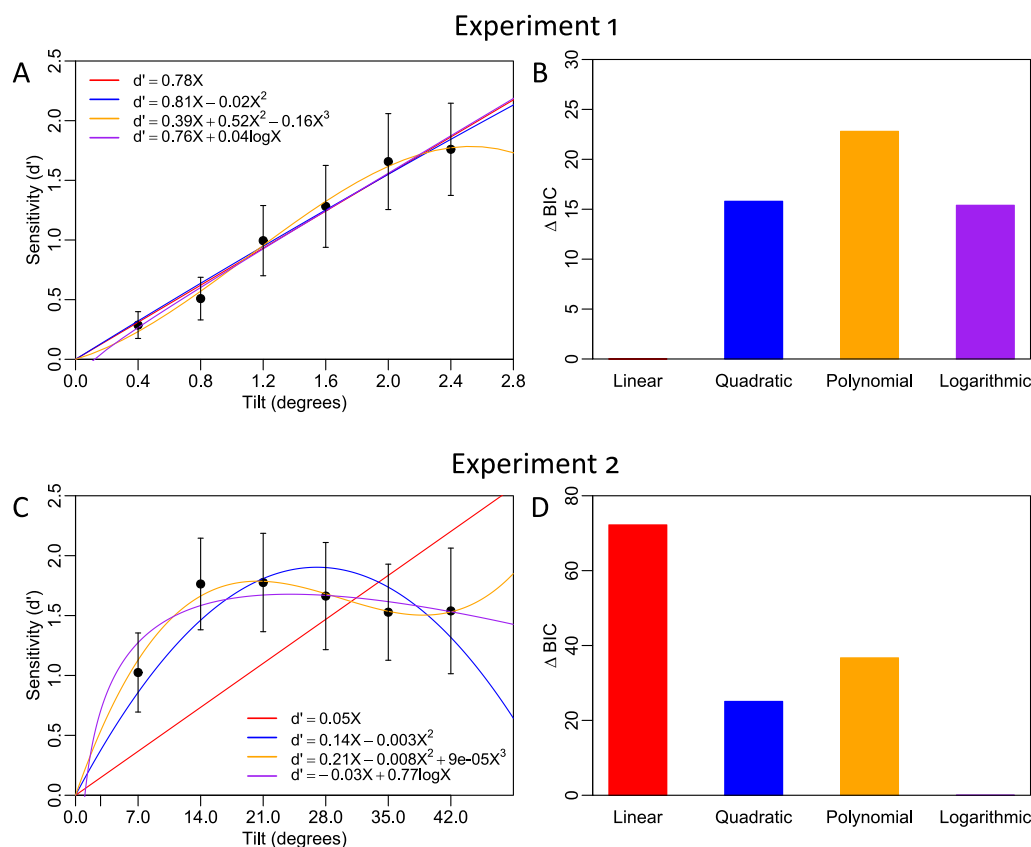 Experiment 1
A
d' = 0.78X
d' = 0.81X − 0.02X²
d' = 0.39X + 0.52X² − 0.16X³
d' = 0.76X + 0.04logX
Sensitivity (d')
2.5
2.0
1.5
1.0
0.5
0.0
0.0 0.4 0.8 1.2 1.6 2.0 2.4 2.8
Tilt (degrees)
B
Δ BIC
30
25
20
15
10
5
0
Linear Quadratic Polynomial Logarithmic
Experiment 2
C
Sensitivity (d')
2.5
2.0
1.5
1.0
0.5
0.0
d' = 0.05X
d' = 0.14X − 0.003X²
d' = 0.21X − 0.008X² + 9e-05X³
d' = − 0.03X + 0.77logX
0.0 7.0 14.0 21.0 28.0 35.0 42.0
Tilt (degrees)
D
Δ BIC
80
60
40
20
0
Linear Quadratic Polynomial Logarithmic